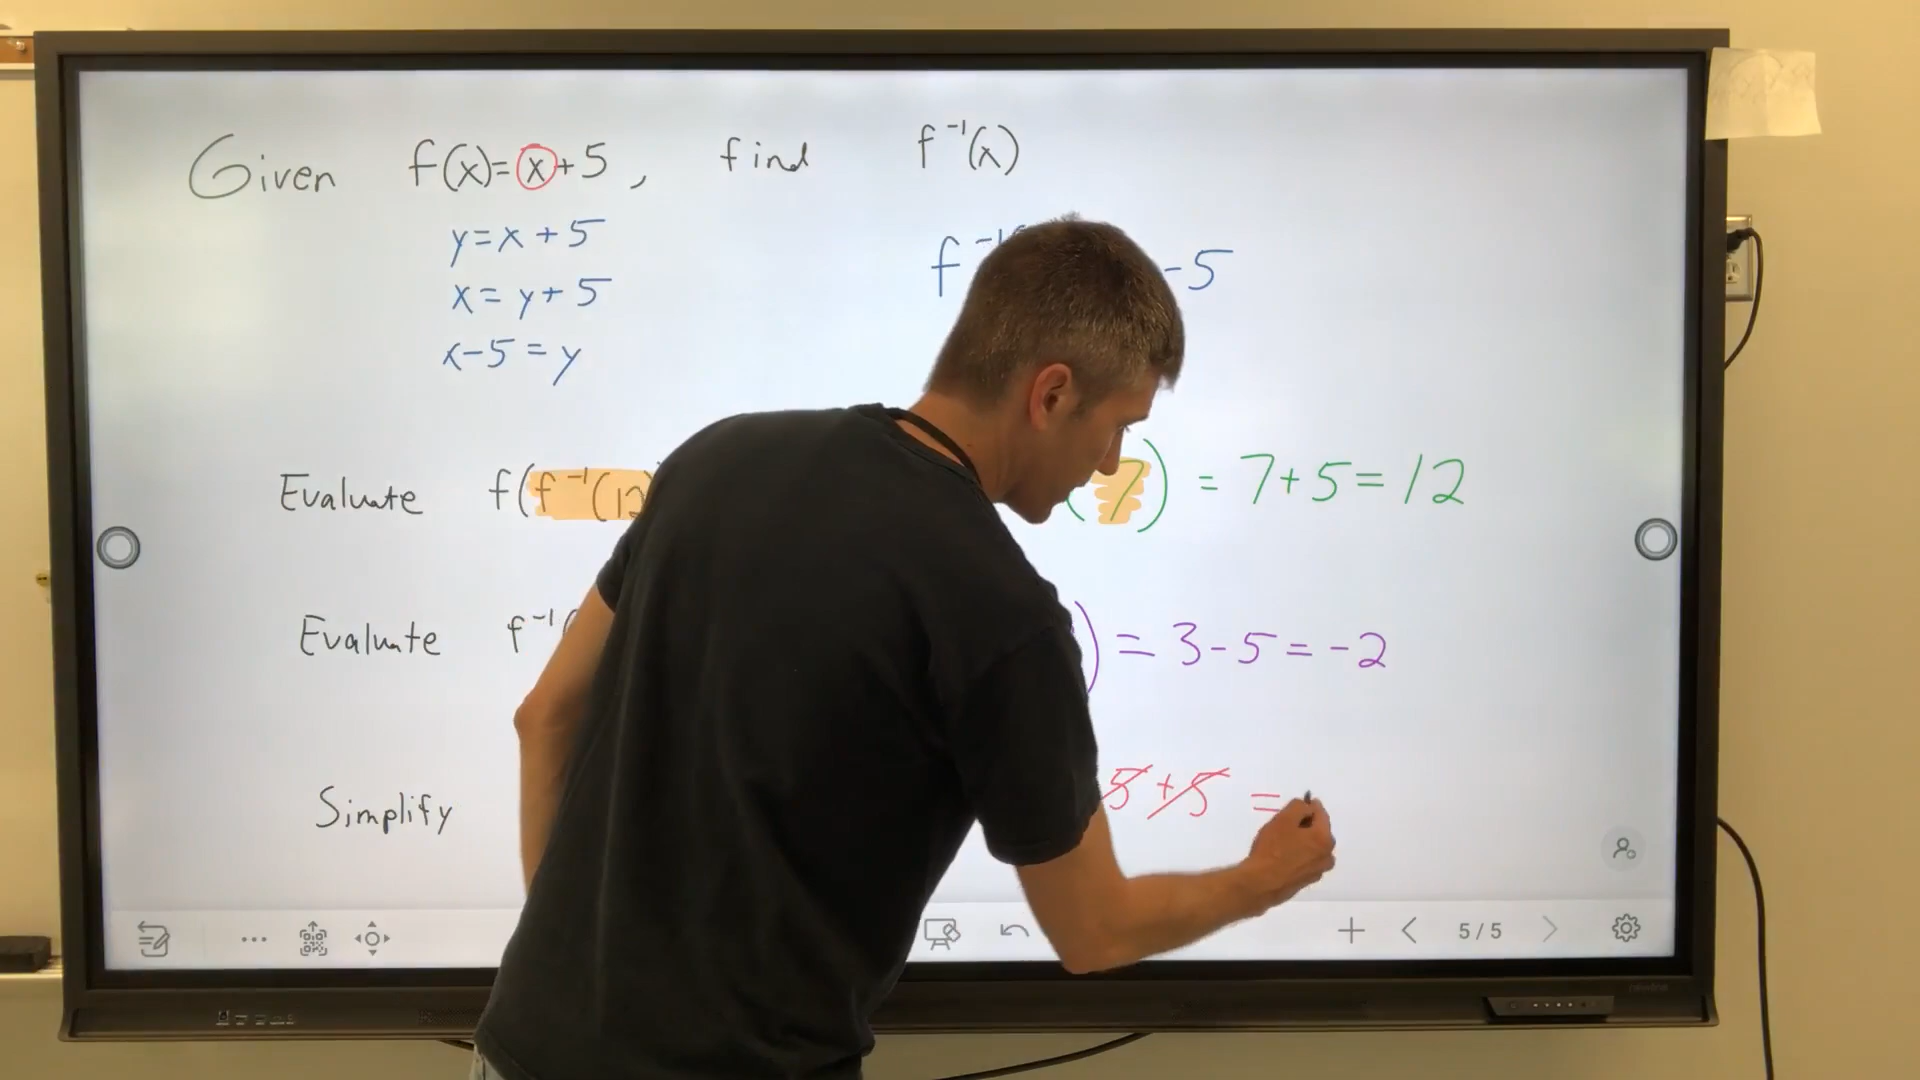 Given f(x)=x+5, find f⁻¹(x)
y=x+5
x=y+5
x-5=y
f⁻¹ -5
Evaluate f(f⁻¹(12) (7) = 7+5=12
Evaluate f⁻¹( ) = 3-5=-2
Simplify 5+5 =
5/5
newline